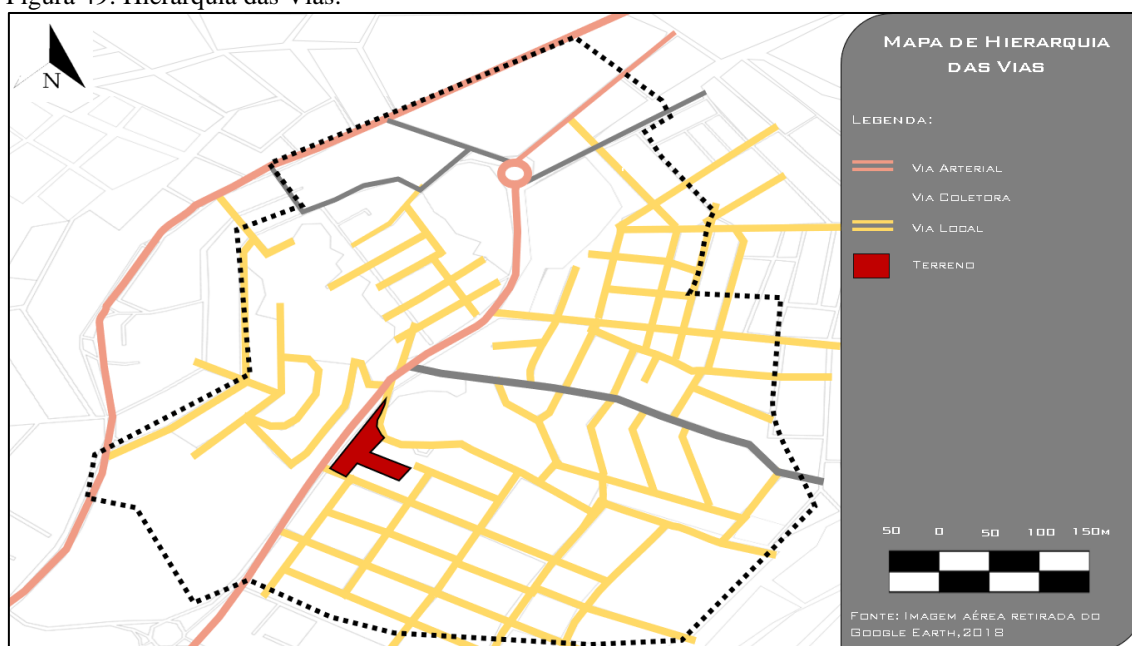 Figura 49: Hierarquia das Vias.
N
Mapa de Hierarquia
das Vias
Legenda:
Via Arterial
Via Coletora
Via Local
Terreno
50 0 50 100 150m
Fonte: Imagem aérea retirada do
Google Earth,2018